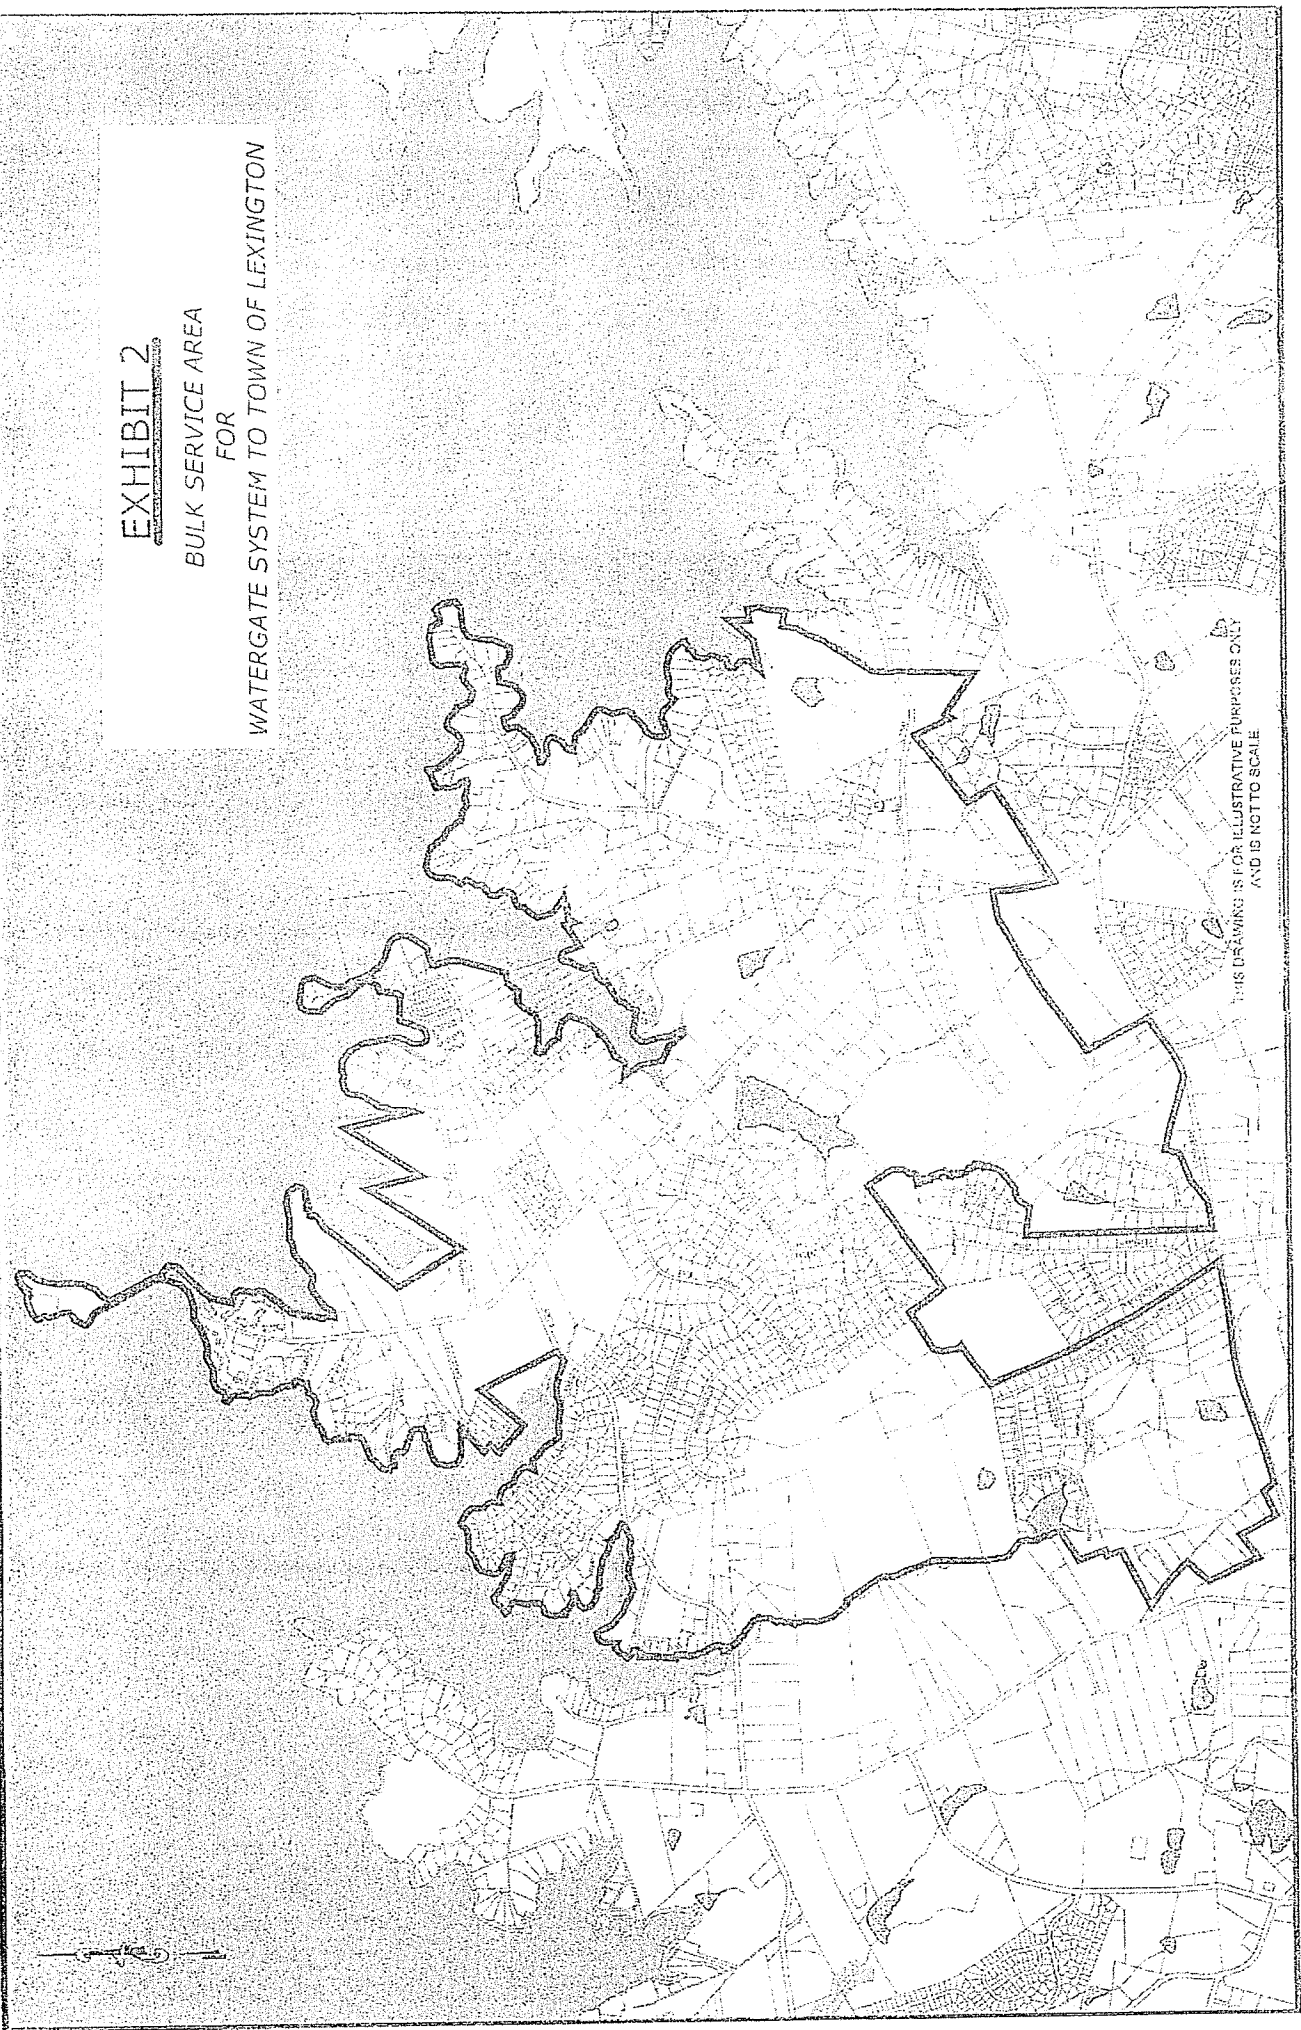 EXHIBIT 2
BULK SERVICE AREA
FOR
WATERGATE SYSTEM TO TOWN OF LEXINGTON
THIS DRAWING IS FOR ILLUSTRATIVE PURPOSES ONLY
AND IS NOT TO SCALE